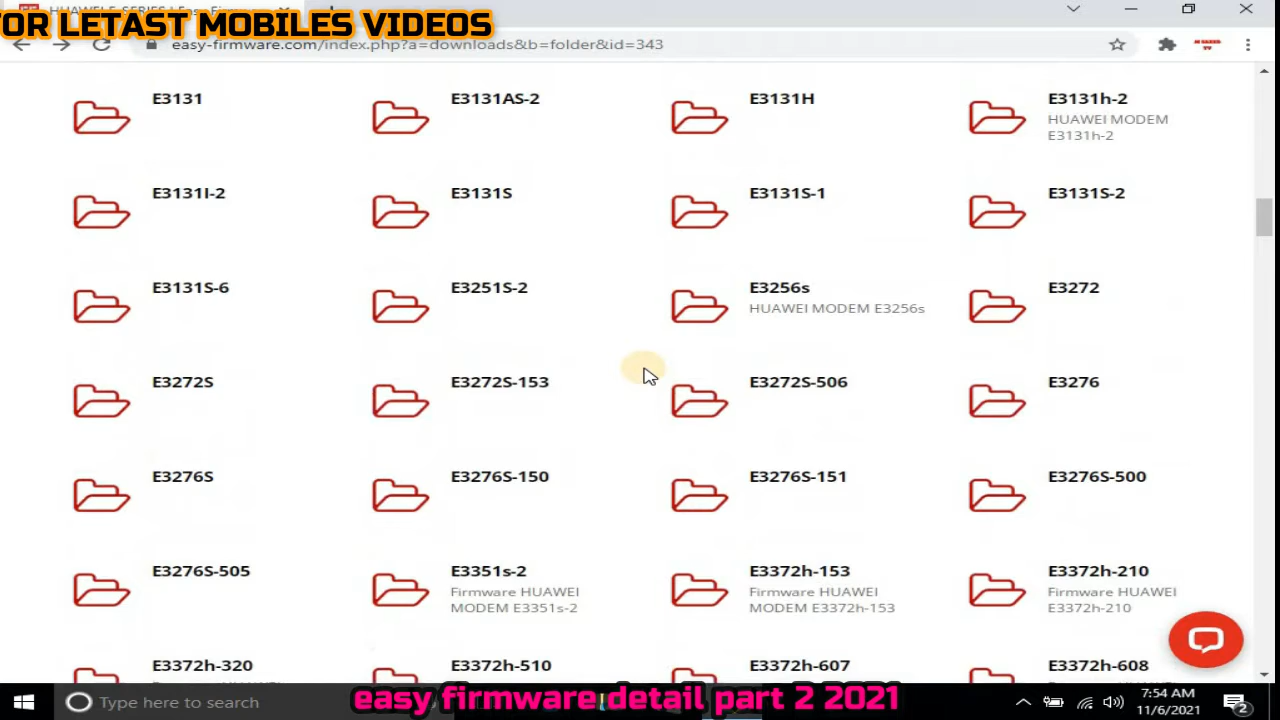 OR LETAST MOBILES VIDEOS
easy-firmware.com/index.php?a=downloads&b=folder&id=343
E3131
E3131AS-2
E3131H
E3131h-2
HUAWEI MODEM
E3131h-2
E3131I-2
E3131S
E3131S-1
E3131S-2
E3131S-6
E3251S-2
E3256s
HUAWEI MODEM E3256s
E3272
E3272S
E3272S-153
E3272S-506
E3276
E3276S
E3276S-150
E3276S-151
E3276S-500
E3276S-505
E3351s-2
Firmware HUAWEI
MODEM E3351s-2
E3372h-153
Firmware HUAWEI
MODEM E3372h-153
E3372h-210
Firmware HUAWEI
MODEM E3372h-210
E3372h-320
E3372h-510
E3372h-607
E3372h-608
Type here to search
easy firmware detail part 2 2021
7:54 AM
11/6/2021
2